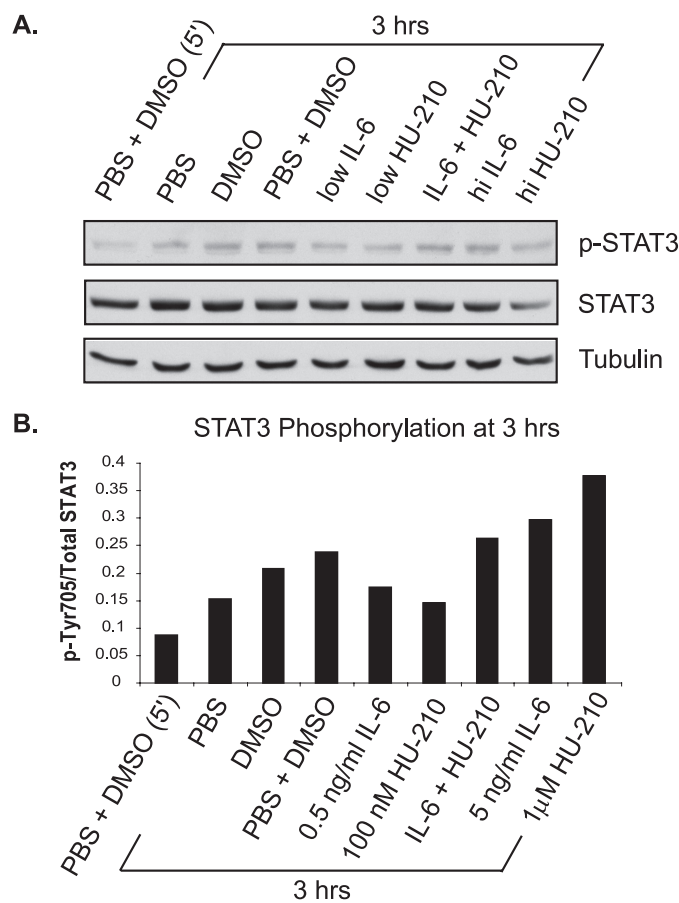 A.
3 hrs
PBS + DMSO (5')
PBS
DMSO
PBS + DMSO
low IL-6
low HU-210
IL-6 + HU-210
hi IL-6
hi HU-210
p-STAT3
STAT3
Tubulin
B.
STAT3 Phosphorylation at 3 hrs
p-Tyr705/Total STAT3
0.4
0.35
0.3
0.25
0.2
0.15
0.1
0.05
0
PBS + DMSO (5')
PBS
DMSO
PBS + DMSO
0.5 ng/ml IL-6
100 nM HU-210
IL-6 + HU-210
5 ng/ml IL-6
1μM HU-210
3 hrs